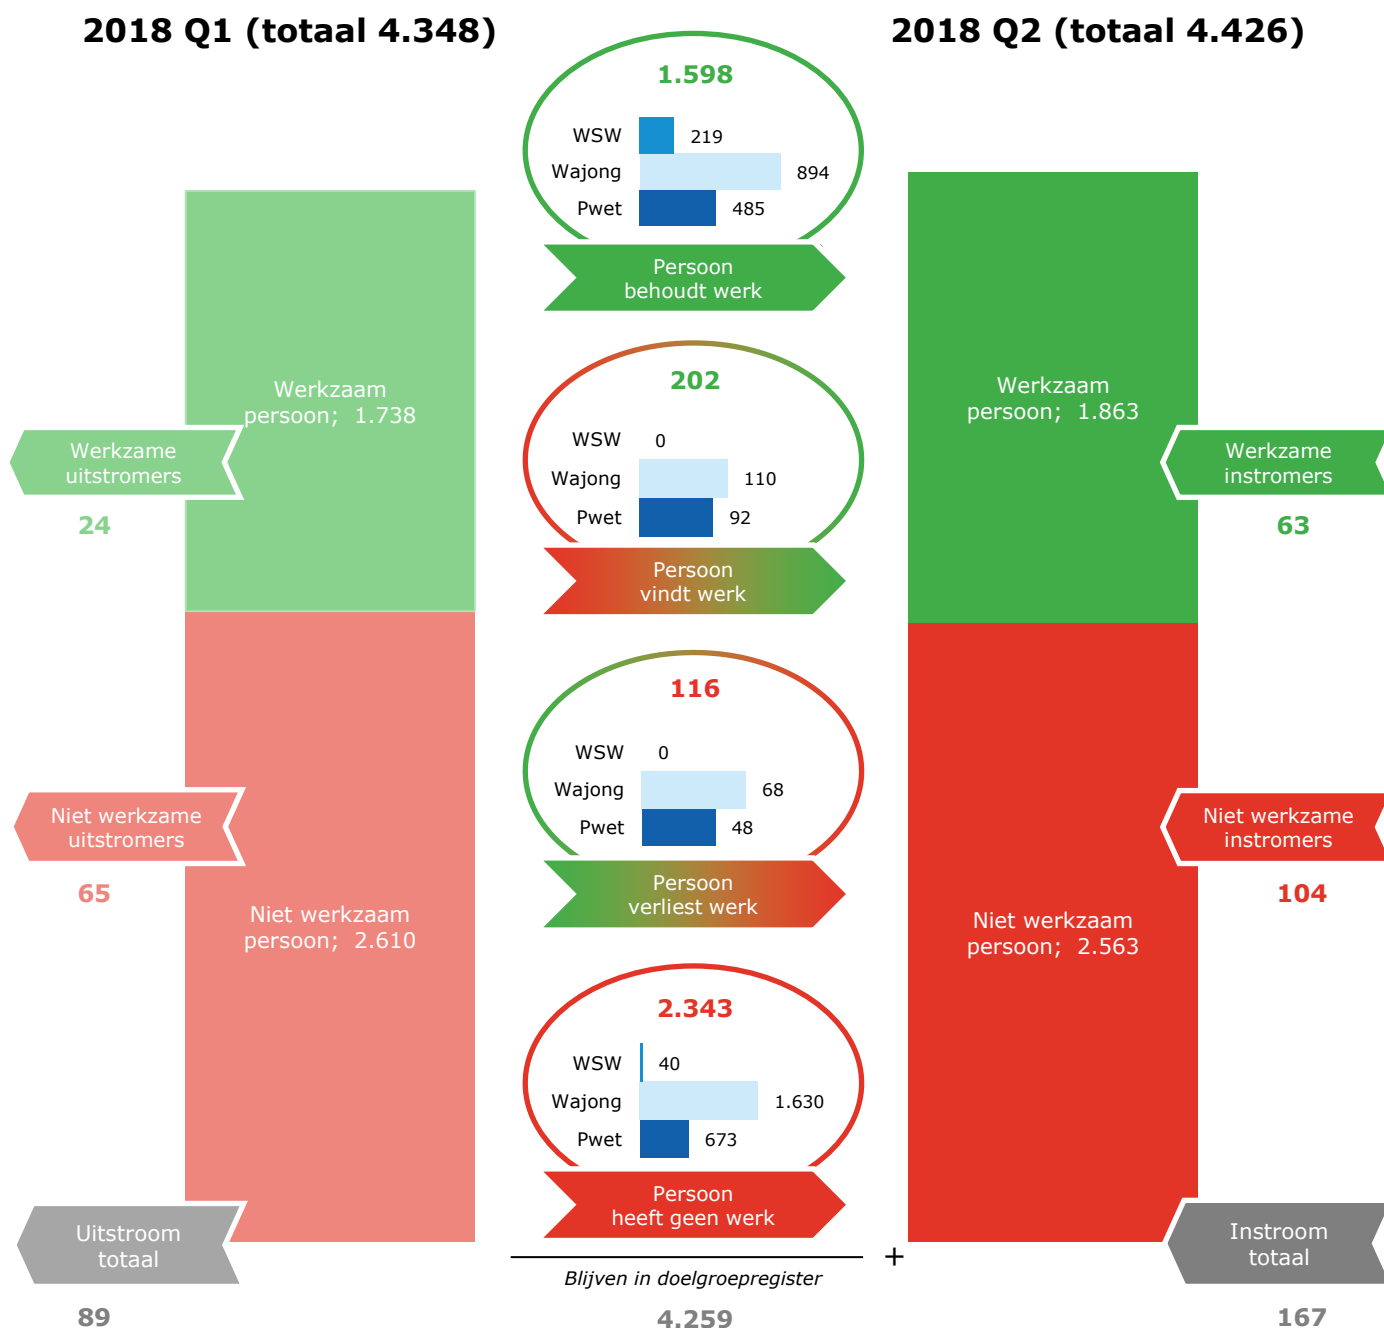 2018 Q1 (totaal 4.348)
2018 Q2 (totaal 4.426)
1.598
WSW 219
Wajong 894
Pwet 485
Persoon
behoudt werk
Werkzaam
persoon; 1.738
Werkzame
uitstromers
24
202
WSW 0
Wajong 110
Pwet 92
Persoon
vindt werk
Werkzaam
persoon; 1.863
Werkzame
instromers
63
116
WSW 0
Wajong 68
Pwet 48
Persoon
verliest werk
Niet werkzame
uitstromers
65
Niet werkzaam
persoon; 2.610
Niet werkzame
instromers
104
Niet werkzaam
persoon; 2.563
2.343
WSW 40
Wajong 1.630
Pwet 673
Persoon
heeft geen werk
Uitstroom
totaal
89
+
Blijven in doelgroepregister
4.259
Instroom
totaal
167